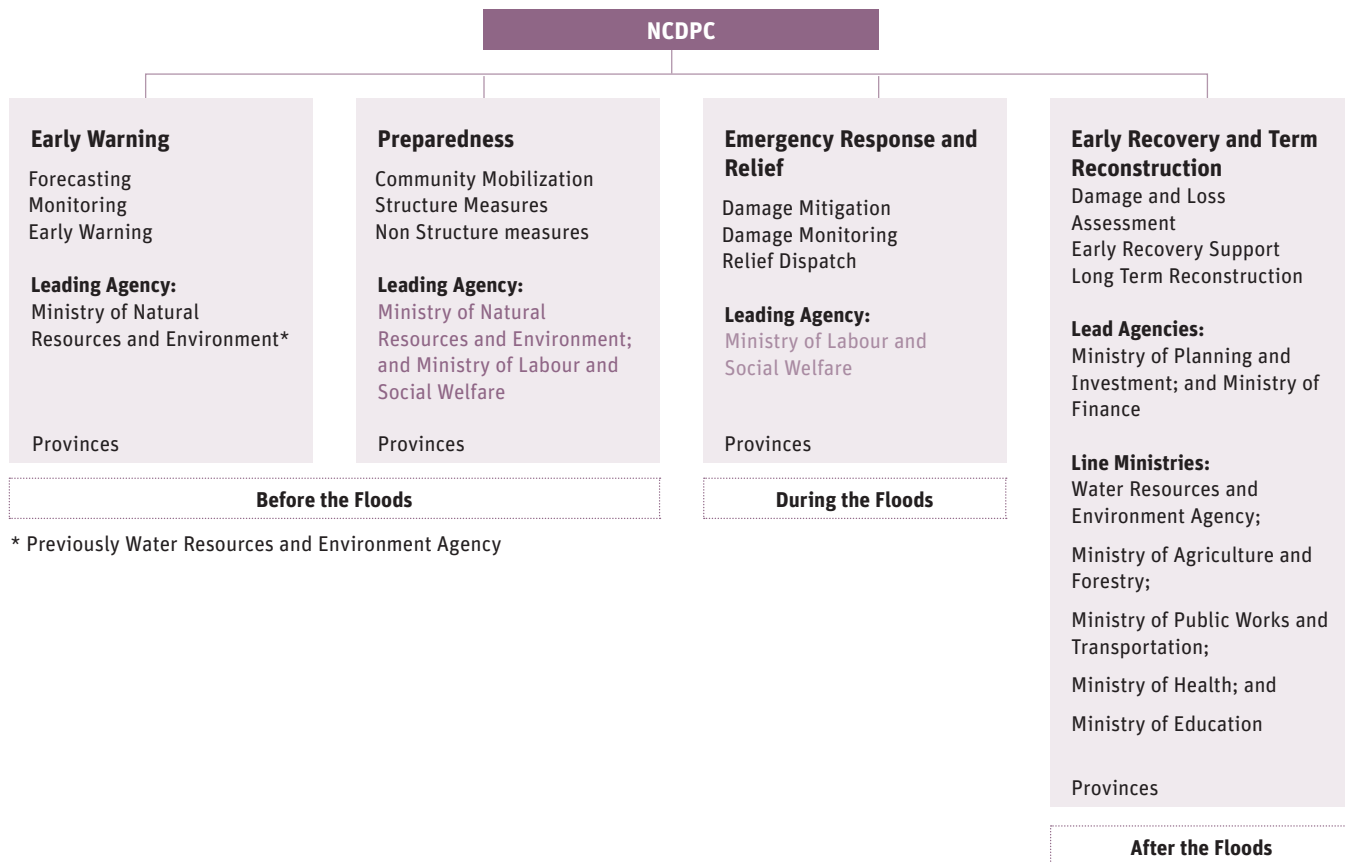 NCDPC
Early Warning
Forecasting
Monitoring
Early Warning
Leading Agency:
Ministry of Natural
Resources and Environment*
Provinces
Preparedness
Community Mobilization
Structure Measures
Non Structure measures
Leading Agency:
Ministry of Natural
Resources and Environment;
and Ministry of Labour and
Social Welfare
Provinces
Before the Floods
Emergency Response and
Relief
Damage Mitigation
Damage Monitoring
Relief Dispatch
Leading Agency:
Ministry of Labour and
Social Welfare
Provinces
During the Floods
Early Recovery and Term
Reconstruction
Damage and Loss
Assessment
Early Recovery Support
Long Term Reconstruction
Lead Agencies:
Ministry of Planning and
Investment; and Ministry of
Finance
Line Ministries:
Water Resources and
Environment Agency;
Ministry of Agriculture and
Forestry;
Ministry of Public Works and
Transportation;
Ministry of Health; and
Ministry of Education
Provinces
After the Floods
* Previously Water Resources and Environment Agency